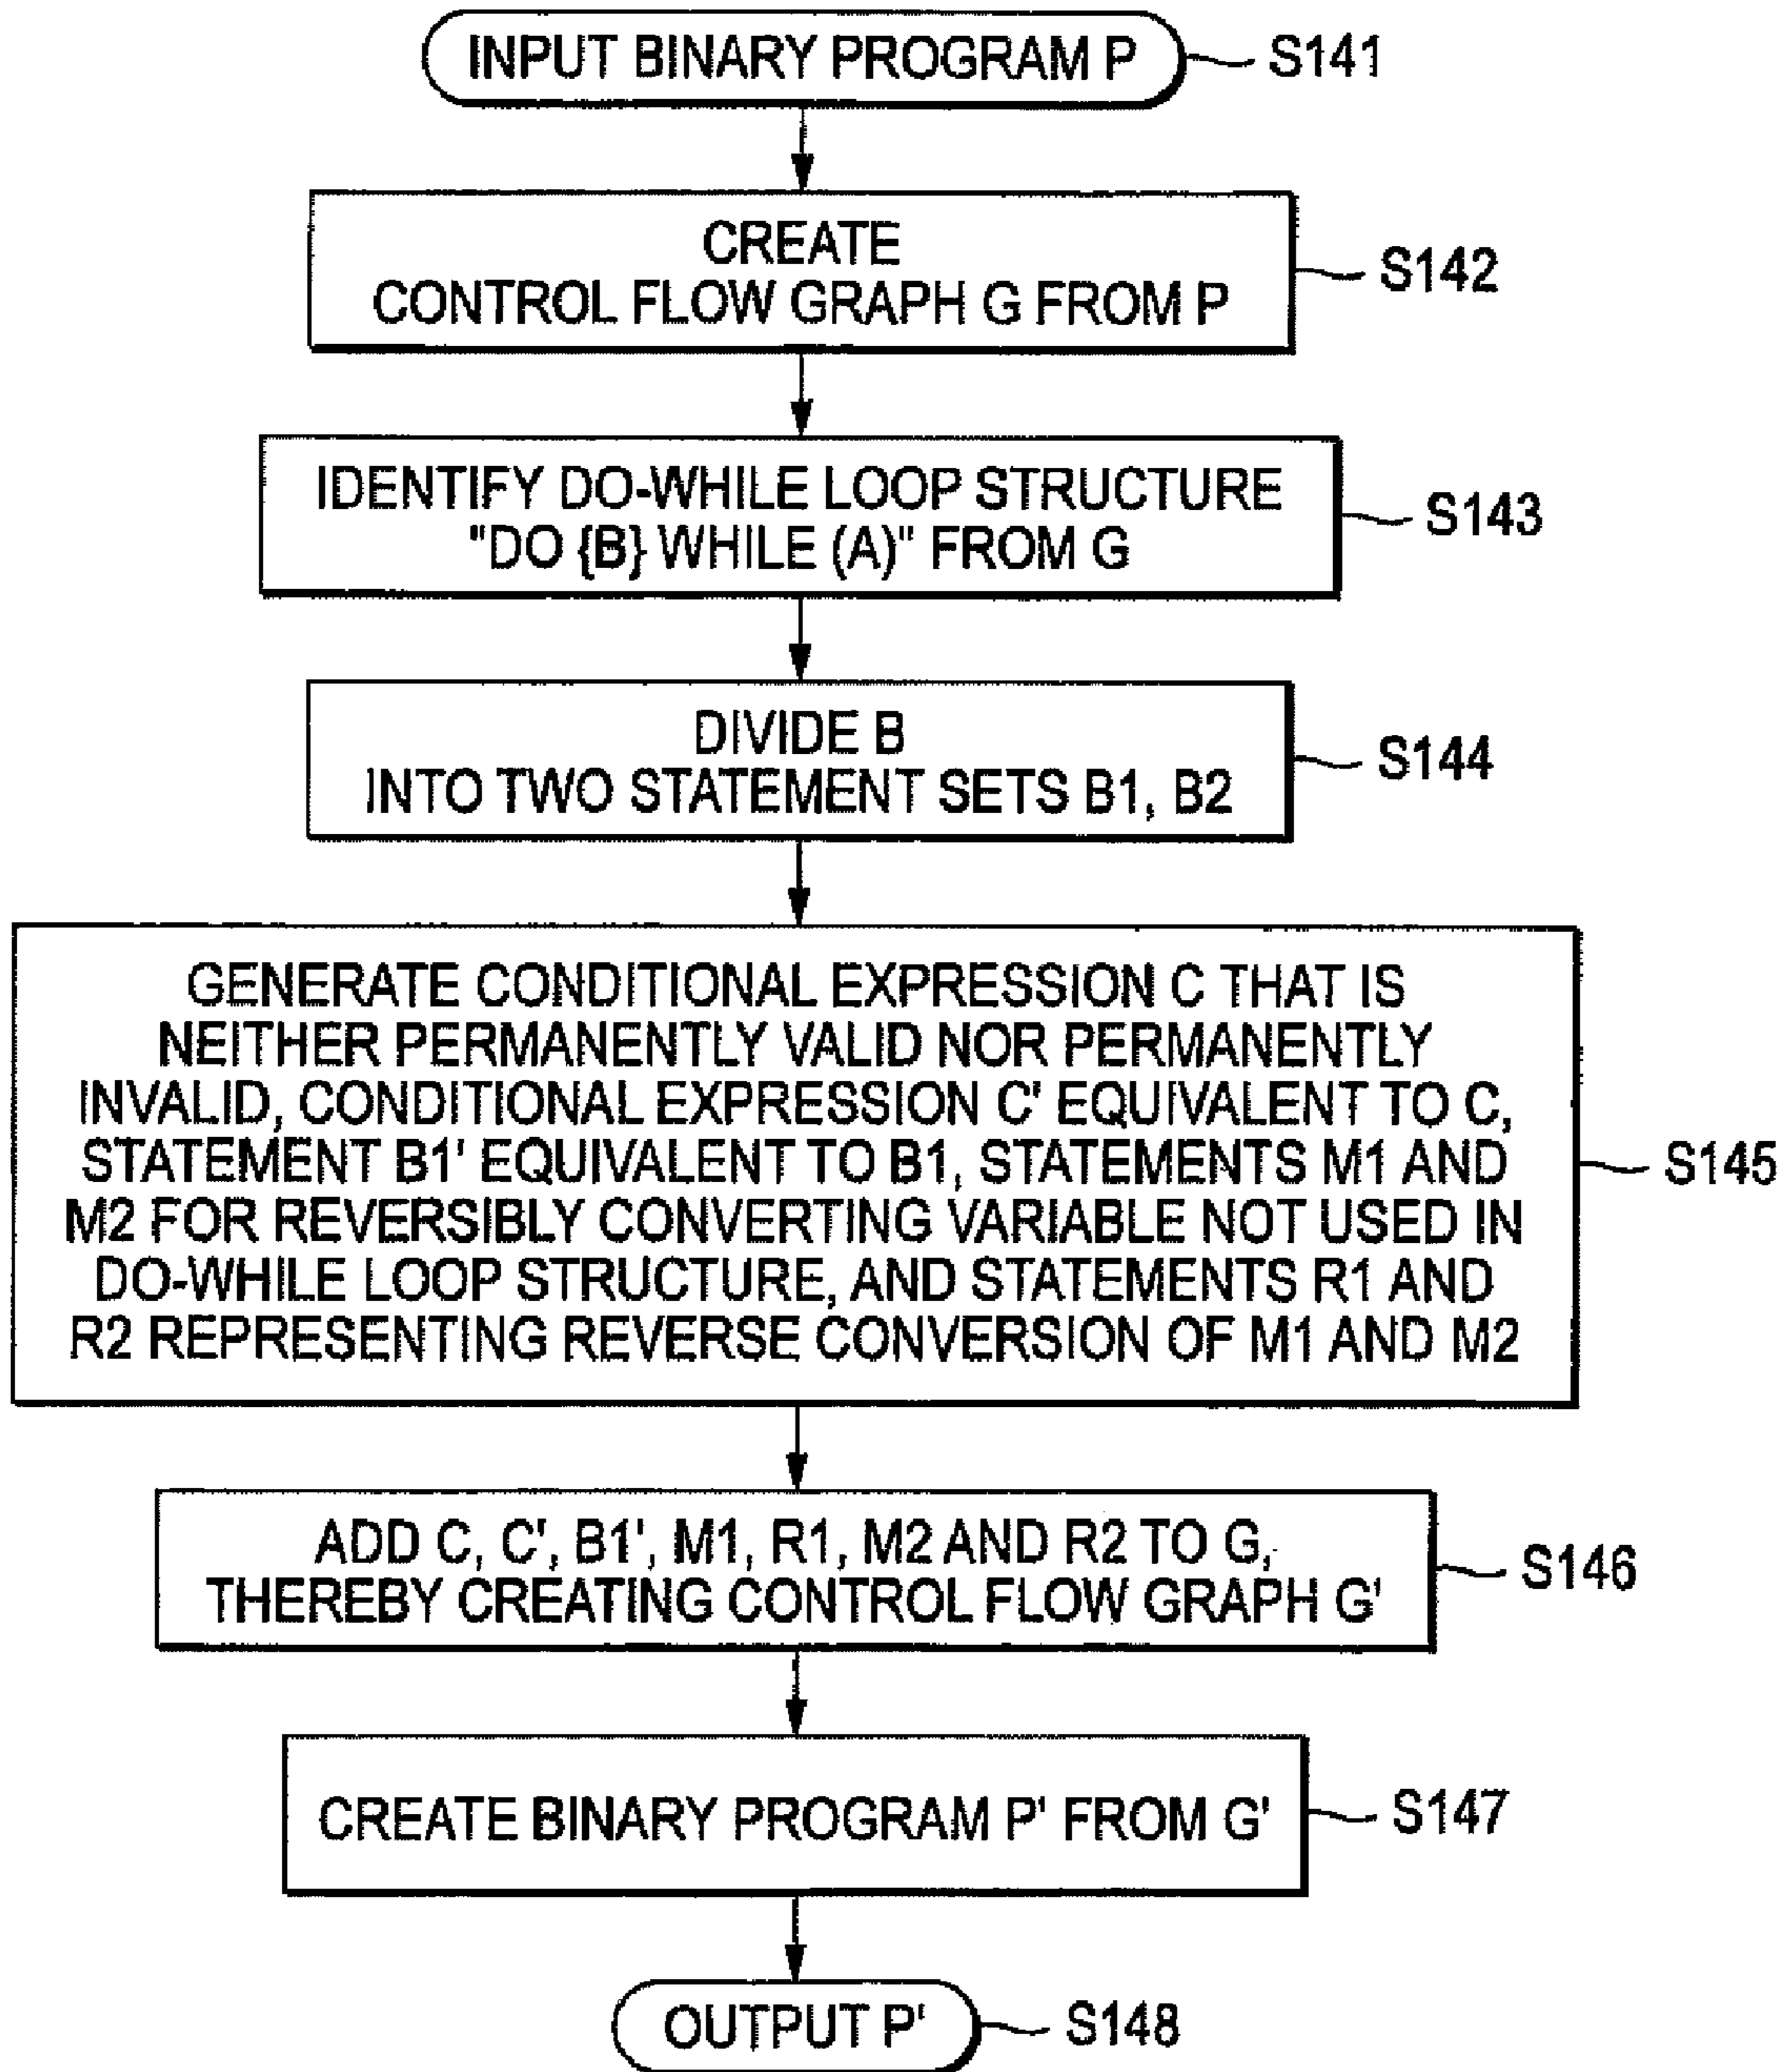 INPUT BINARY PROGRAM P
S141
CREATE
CONTROL FLOW GRAPH G FROM P
S142
IDENTIFY DO-WHILE LOOP STRUCTURE
"DO {B} WHILE (A)" FROM G
S143
DIVIDE B
INTO TWO STATEMENT SETS B1, B2
S144
GENERATE CONDITIONAL EXPRESSION C THAT IS
NEITHER PERMANENTLY VALID NOR PERMANENTLY
INVALID, CONDITIONAL EXPRESSION C' EQUIVALENT TO C,
STATEMENT B1' EQUIVALENT TO B1, STATEMENTS M1 AND
M2 FOR REVERSIBLY CONVERTING VARIABLE NOT USED IN
DO-WHILE LOOP STRUCTURE, AND STATEMENTS R1 AND
R2 REPRESENTING REVERSE CONVERSION OF M1 AND M2
S145
ADD C, C', B1', M1, R1, M2 AND R2 TO G,
THEREBY CREATING CONTROL FLOW GRAPH G'
S146
CREATE BINARY PROGRAM P' FROM G'
S147
OUTPUT P'
S148